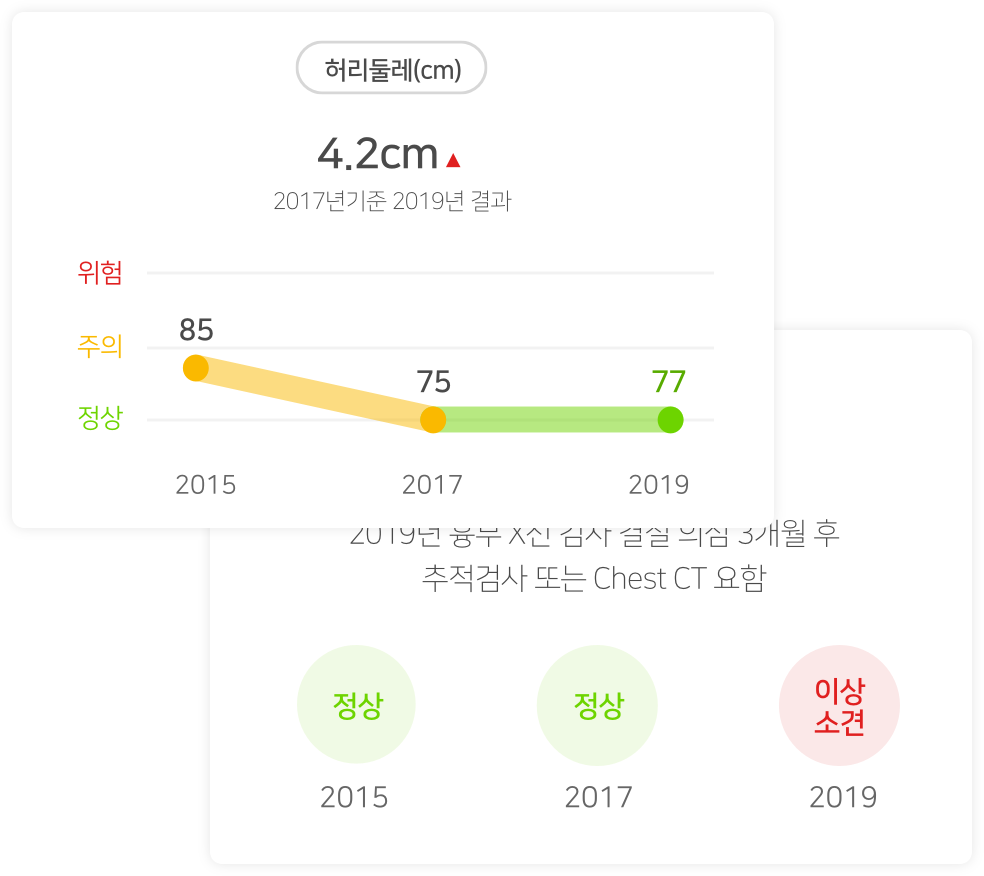 허리둘레(cm)
4.2cm▲
2017년기준 2019년 결과
위험
85
주의
75
77
정상
2015
2017
2019
2019년 흉부 X선 검사 결절 의심 3개월 후
추적검사 또는 Chest CT 요함
정상
정상
이상
소견
2015
2017
2019